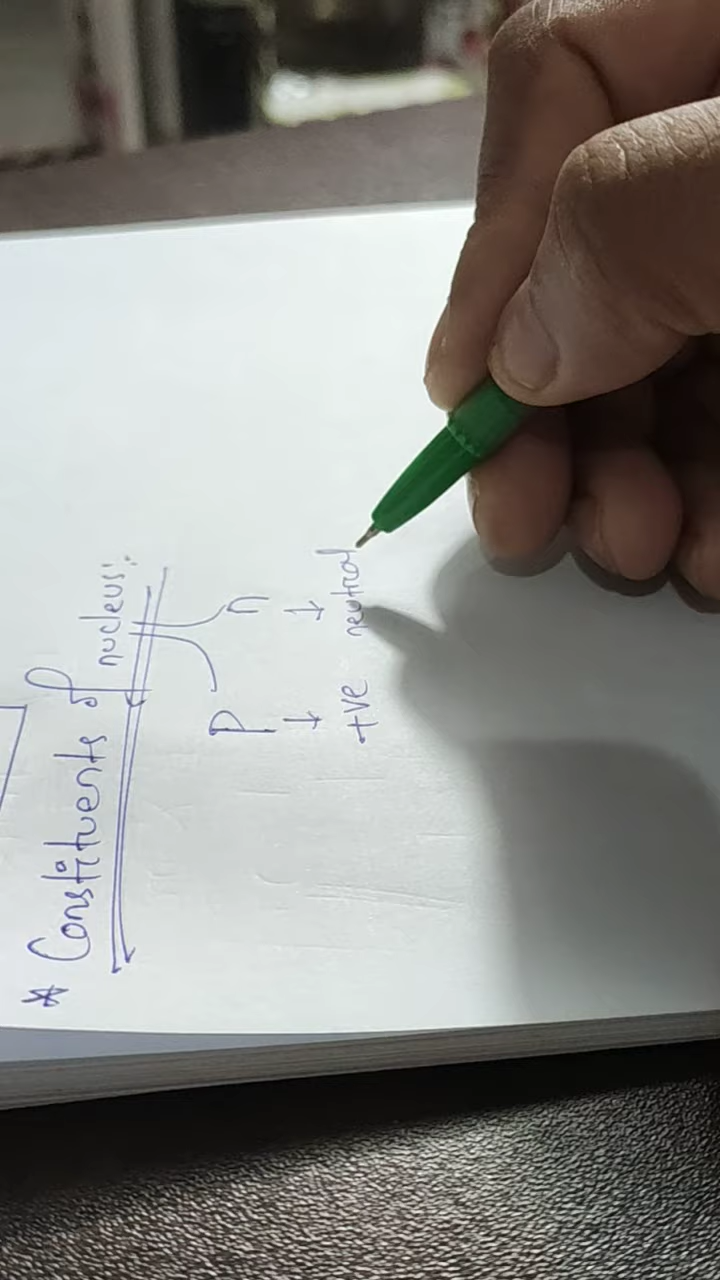 * Constituents of nucleus:
P n
↓ ↓
+ve neutral